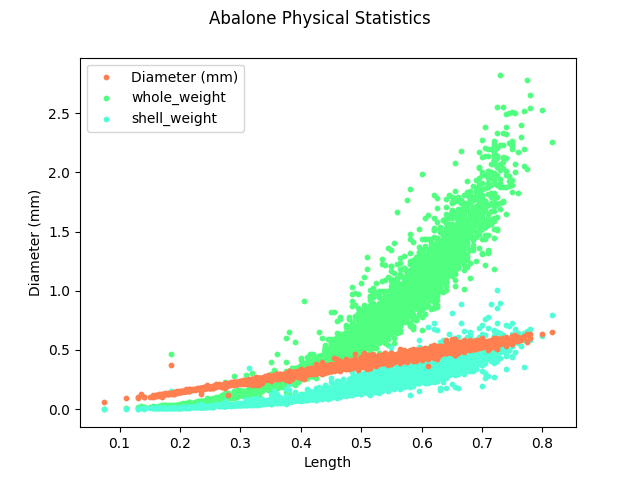 Abalone Physical Statistics
Diameter (mm)
whole_weight
shell_weight
Diameter (mm)
2.5
2.0
1.5
1.0
0.5
0.0
0.1 0.2 0.3 0.4 0.5 0.6 0.7 0.8
Length